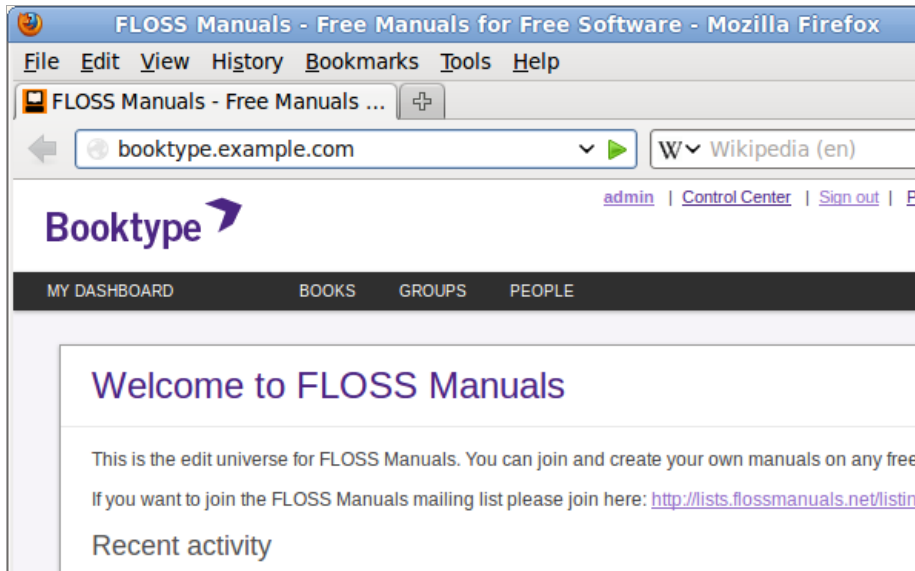 FLOSS Manuals - Free Manuals for Free Software - Mozilla Firefox
File Edit View History Bookmarks Tools Help
FLOSS Manuals - Free Manuals ...
booktype.example.com W Wikipedia (en)
admin | Control Center | Sign out | P
Booktype
MY DASHBOARD BOOKS GROUPS PEOPLE
Welcome to FLOSS Manuals
This is the edit universe for FLOSS Manuals. You can join and create your own manuals on any free
If you want to join the FLOSS Manuals mailing list please join here: http://lists.flossmanuals.net/listin
Recent activity